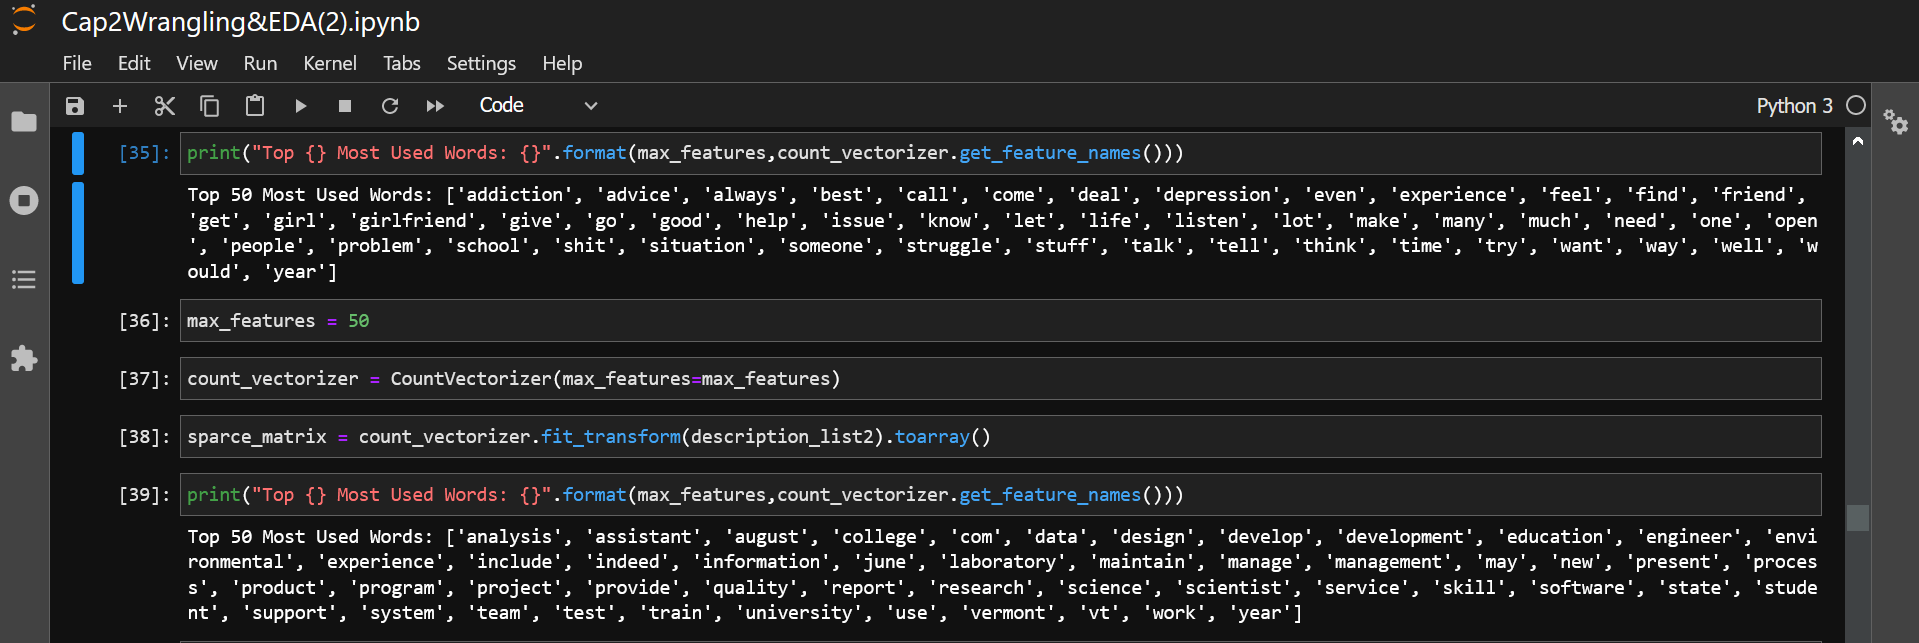 Cap2Wrangling&EDA(2).ipynb
File Edit View Run Kernel Tabs Settings Help
Code Python 3
[35]: print("Top {} Most Used Words: {}".format(max_features,count_vectorizer.get_feature_names()))
Top 50 Most Used Words: ['addiction', 'advice', 'always', 'best', 'call', 'come', 'deal', 'depression', 'even', 'experience', 'feel', 'find', 'friend',
'get', 'girl', 'girlfriend', 'give', 'go', 'good', 'help', 'issue', 'know', 'let', 'life', 'listen', 'lot', 'make', 'many', 'much', 'need', 'one', 'open
', 'people', 'problem', 'school', 'shit', 'situation', 'someone', 'struggle', 'stuff', 'talk', 'tell', 'think', 'time', 'try', 'want', 'way', 'well', 'w
ould', 'year']
[36]: max_features = 50
[37]: count_vectorizer = CountVectorizer(max_features=max_features)
[38]: sparce_matrix = count_vectorizer.fit_transform(description_list2).toarray()
[39]: print("Top {} Most Used Words: {}".format(max_features,count_vectorizer.get_feature_names()))
Top 50 Most Used Words: ['analysis', 'assistant', 'august', 'college', 'com', 'data', 'design', 'develop', 'development', 'education', 'engineer', 'envi
ronmental', 'experience', 'include', 'indeed', 'information', 'june', 'laboratory', 'maintain', 'manage', 'management', 'may', 'new', 'present', 'proces
s', 'product', 'program', 'project', 'provide', 'quality', 'report', 'research', 'science', 'scientist', 'service', 'skill', 'software', 'state', 'stude
nt', 'support', 'system', 'team', 'test', 'train', 'university', 'use', 'vermont', 'vt', 'work', 'year']